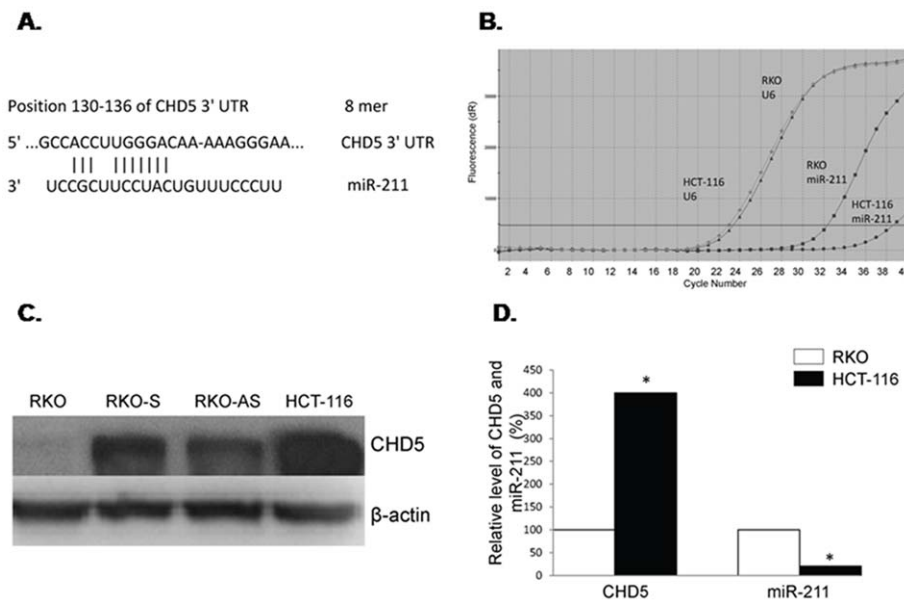 A.
Position 130-136 of CHD5 3' UTR 8 mer
5' ...GCCACCUUGGGACAA-AAAGGGAA... CHD5 3' UTR
3' UCCGCUUCCUACUGUUUCCCUU miR-211
B.
Fluorescence (dR)
RKO
U6
HCT-116
U6
RKO
miR-211
HCT-116
miR-211
2 4 6 8 10 12 14 16 18 20 22 24 26 28 30 32 34 36 38
Cycle Number
C.
RKO RKO-S RKO-AS HCT-116
CHD5
β-actin
D.
RKO
HCT-116
Relative level of CHD5 and
miR-211 (%)
450
400
350
300
250
200
150
100
50
0
*
*
CHD5 miR-211